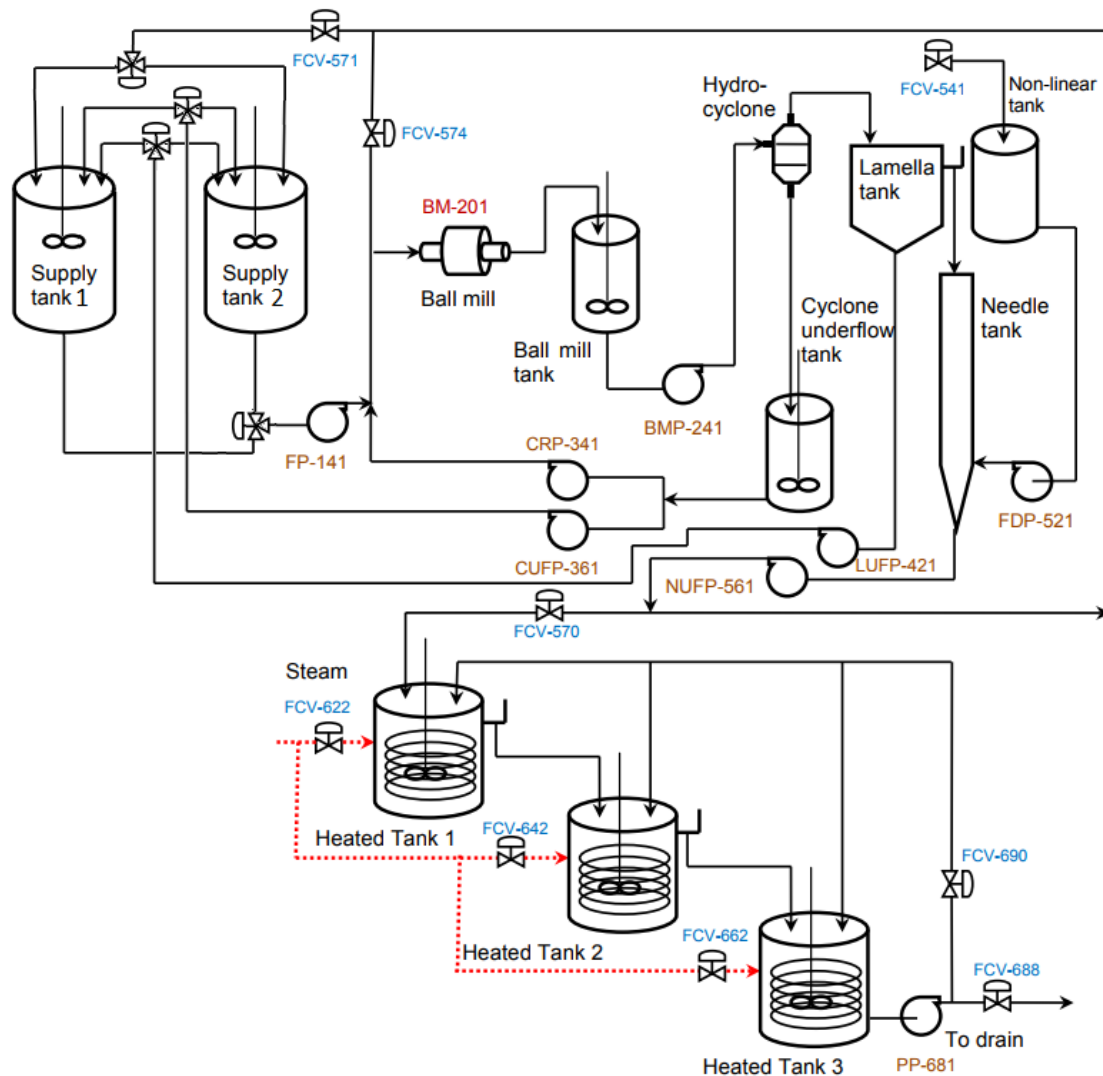 FCV-571
FCV-541
Non-linear
tank
Hydro-
cyclone
FCV-574
Lamella
tank
BM-201
Ball mill
Supply
tank 1
Supply
tank 2
Cyclone
underflow
tank
Needle
tank
Ball mill
tank
BMP-241
FP-141
CRP-341
FDP-521
CUFP-361
LUFP-421
NUFP-561
FCV-570
Steam
FCV-622
Heated Tank 1
FCV-642
FCV-690
Heated Tank 2
FCV-662
FCV-688
To drain
Heated Tank 3
PP-681